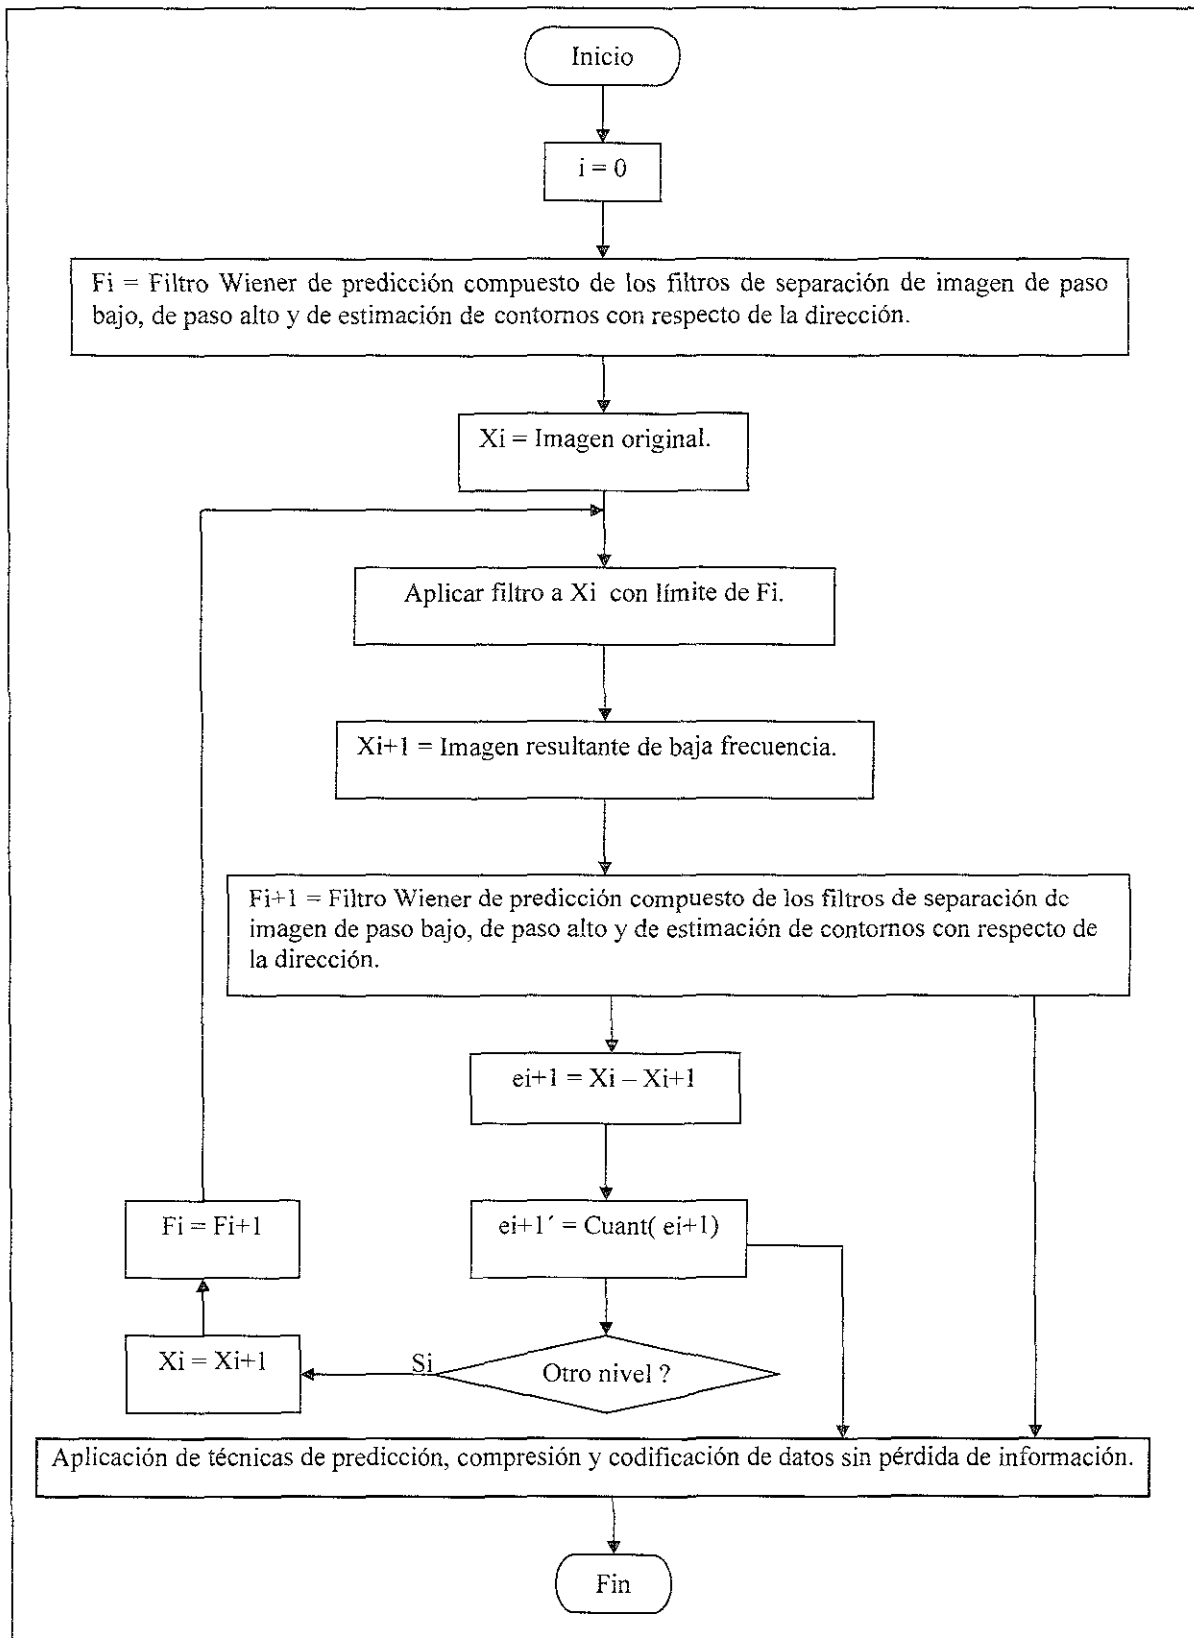 Inicio
i = 0
Fi = Filtro Wiener de predicción compuesto de los filtros de separación de imagen de paso
bajo, de paso alto y de estimación de contornos con respecto de la dirección.
Xi = Imagen original.
Aplicar filtro a Xi con límite de Fi.
Xi+1 = Imagen resultante de baja frecuencia.
Fi+1 = Filtro Wiener de predicción compuesto de los filtros de separación de
imagen de paso bajo, de paso alto y de estimación de contornos con respecto de
la dirección.
ei+1 = Xi – Xi+1
Fi = Fi+1
ei+1´ = Cuant( ei+1)
Xi = Xi+1
Si
Otro nivel ?
Aplicación de técnicas de predicción, compresión y codificación de datos sin pérdida de información.
Fin